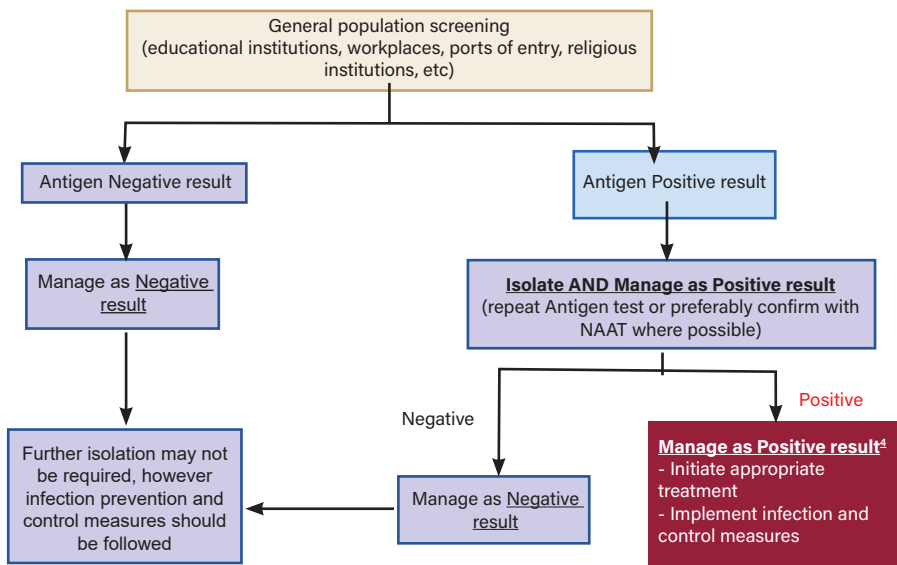 General population screening
(educational institutions, workplaces, ports of entry, religious
institutions, etc)
Antigen Negative result
Antigen Positive result
Manage as Negative
result
Isolate AND Manage as Positive result
(repeat Antigen test or preferably confirm with
NAAT where possible)
Negative
Positive
Further isolation may not
be required, however
infection prevention and
control measures should
be followed
Manage as Negative
result
Manage as Positive result⁴
- Initiate appropriate
treatment
- Implement infection and
control measures